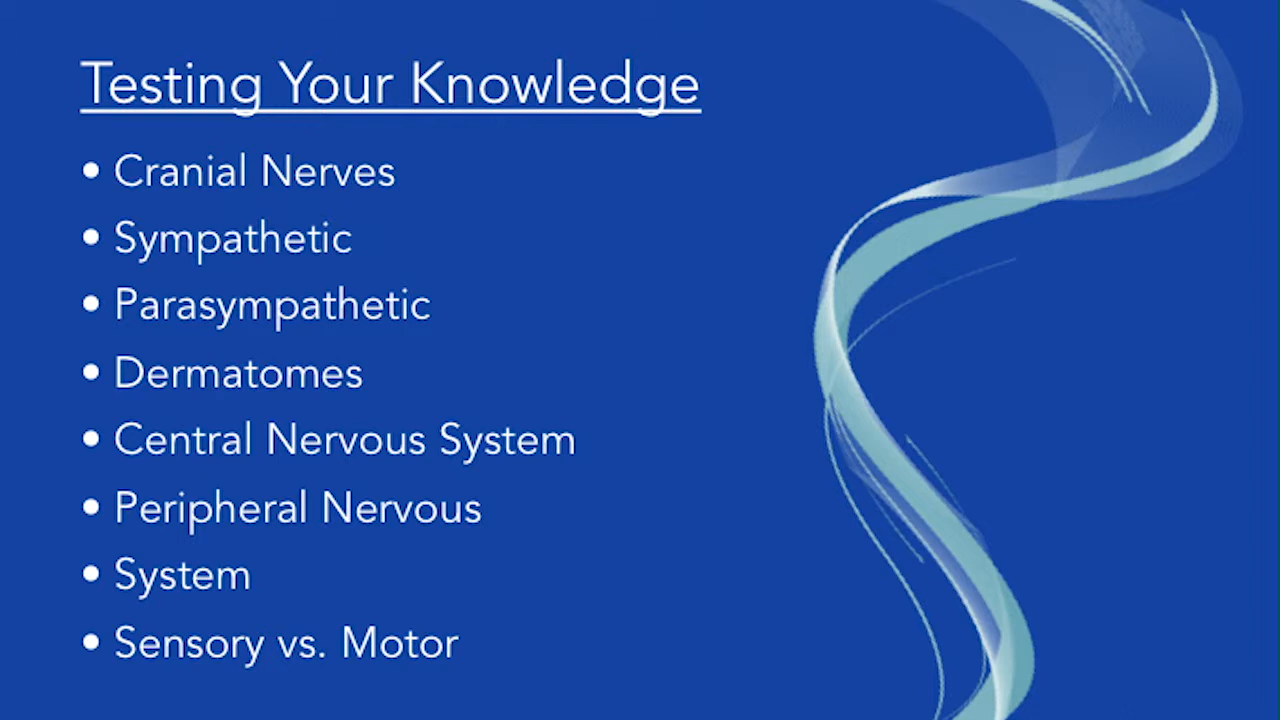 Testing Your Knowledge
• Cranial Nerves
• Sympathetic
• Parasympathetic
• Dermatomes
• Central Nervous System
• Peripheral Nervous
• System
• Sensory vs. Motor